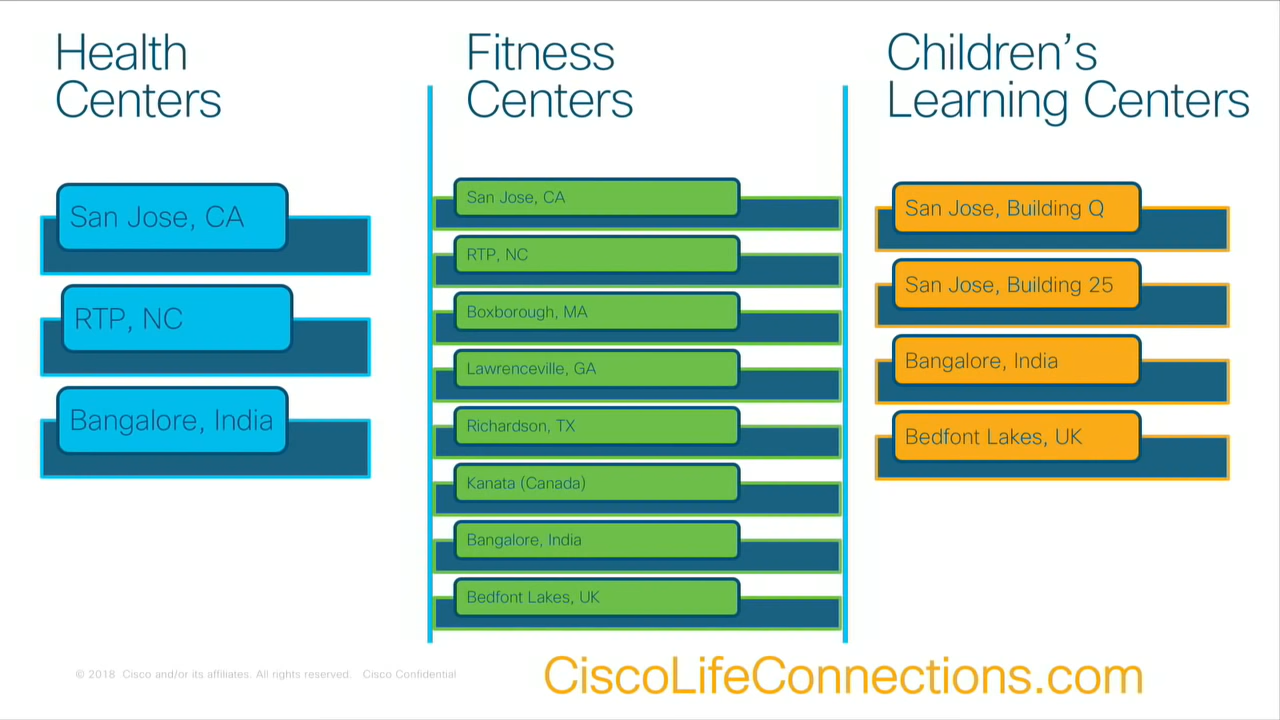 Health
Centers
San Jose, CA
RTP, NC
Bangalore, India
Fitness
Centers
San Jose, CA
RTP, NC
Boxborough, MA
Lawrenceville, GA
Richardson, TX
Kanata (Canada)
Bangalore, India
Bedfont Lakes, UK
Children's
Learning Centers
San Jose, Building Q
San Jose, Building 25
Bangalore, India
Bedfont Lakes, UK
© 2018 Cisco and/or its affiliates. All rights reserved. Cisco Confidential
CiscoLifeConnections.com